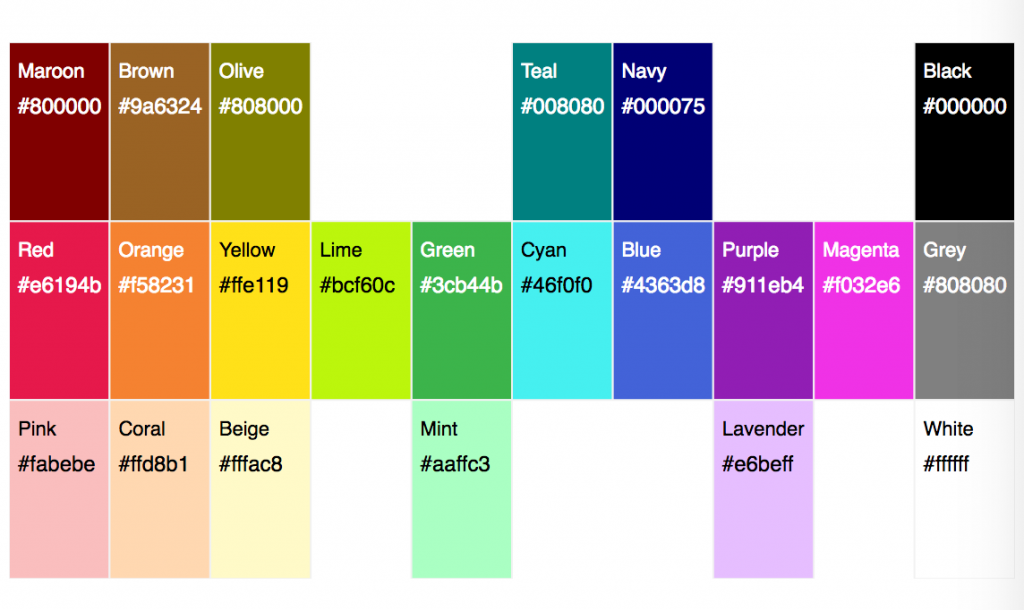 Maroon
#800000
Brown
#9a6324
Olive
#808000
Teal
#008080
Navy
#000075
Black
#000000
Red
#e6194b
Orange
#f58231
Yellow
#ffe119
Lime
#bcf60c
Green
#3cb44b
Cyan
#46f0f0
Blue
#4363d8
Purple
#911eb4
Magenta
#f032e6
Grey
#808080
Pink
#fabebe
Coral
#ffd8b1
Beige
#fffac8
Mint
#aaffc3
Lavender
#e6beff
White
#ffffff